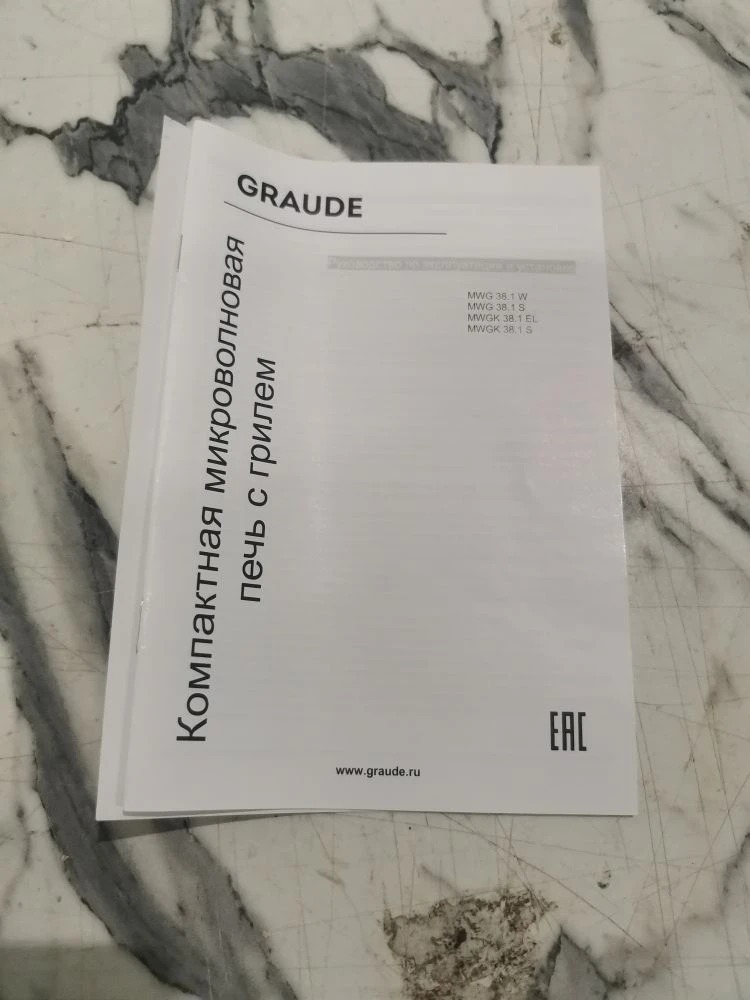 GRAUDE
Руководство по эксплуатации и установке
MWG 38.1 W
MWG 38.1 S
MWGK 38.1 EL
MWGK 38.1 S
Компактная микроволновая
печь с грилем
EAC
www.graude.ru